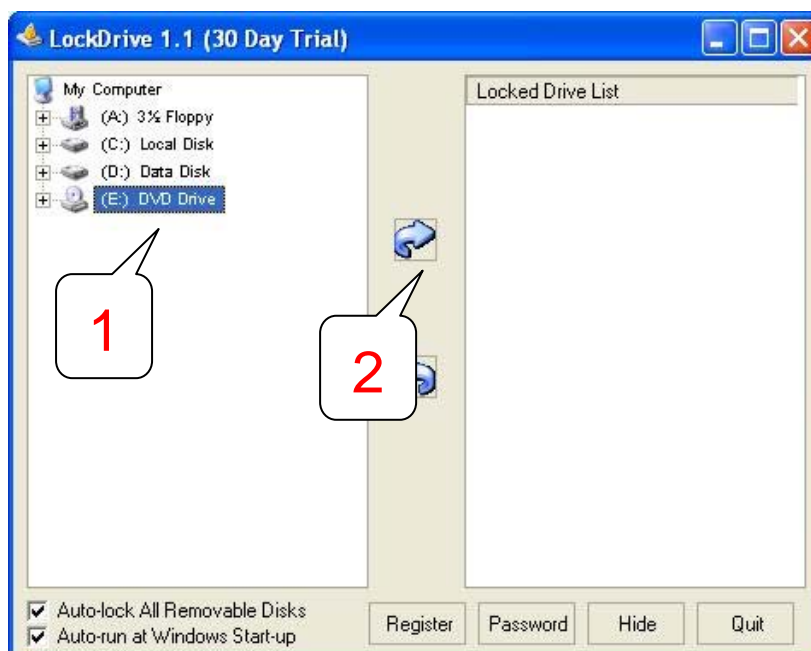 LockDrive 1.1 (30 Day Trial)
My Computer
(A:) 3½ Floppy
(C:) Local Disk
(D:) Data Disk
(E:) DVD Drive
Locked Drive List
1
2
Auto-lock All Removable Disks
Auto-run at Windows Start-up
Register
Password
Hide
Quit